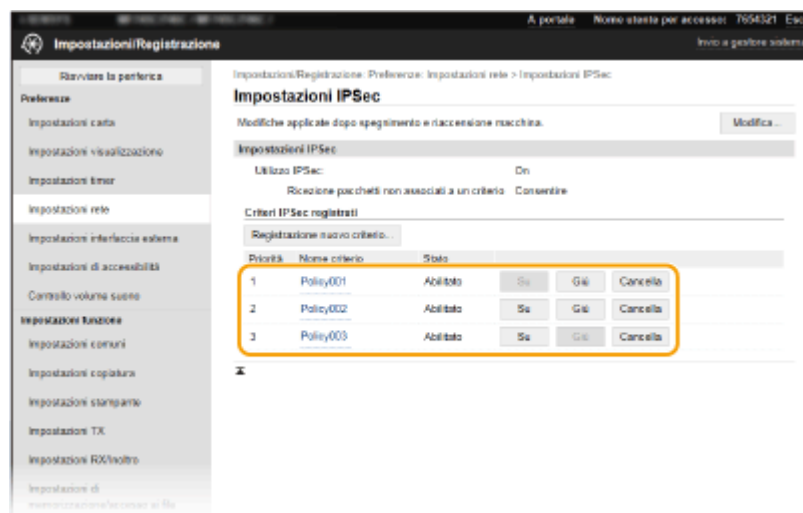 A portale Nome utente per accesso: 7654321
Impostazioni/Registrazione
Invio a gestore sistema
Riavviare la periferica
Impostazioni/Registrazione: Preferenze: Impostazioni rete > Impostazioni IPSec
Preferenze
Impostazioni IPSec
Impostazioni carta
Modifiche applicate dopo spegnimento e riaccensione macchina.
Modifica...
Impostazioni visualizzazione
Impostazioni IPSec
Utilizzo IPSec: On
Impostazioni timer
Ricezione pacchetti non associati a un criterio Consentire
Impostazioni rete
Criteri IPSec registrati
Registrazione nuovo criterio...
Impostazioni interfaccia esterna
Priorità Nome criterio Stato
Impostazioni di accessibilità
1 Policy001 Abilitato Su Giù Cancella
Controllo volume suono
2 Policy002 Abilitato Su Giù Cancella
Impostazioni funzione
3 Policy003 Abilitato Su Giù Cancella
Impostazioni comuni
Impostazioni copiatura
Impostazioni stampante
Impostazioni TX
Impostazioni RX/Inoltro
Impostazioni di